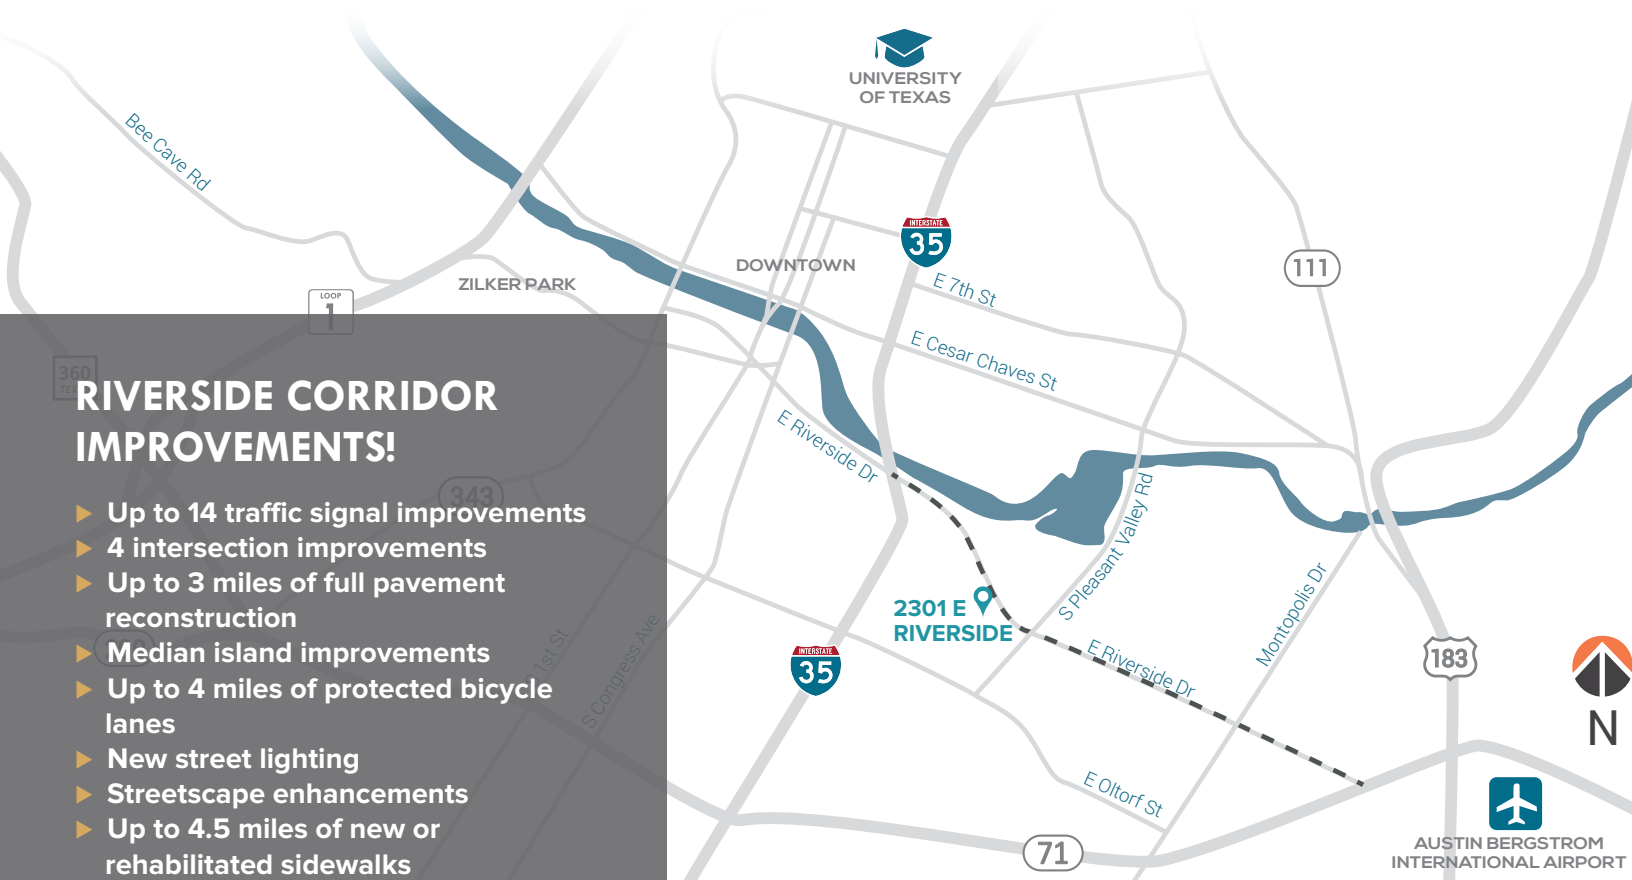 UNIVERSITY
OF TEXAS
Bee Cave Rd
INTERSTATE
35
DOWNTOWN
111
ZILKER PARK
E 7th St
LOOP
1
E Cesar Chaves St
360
RIVERSIDE CORRIDOR
IMPROVEMENTS!
E Riverside Dr
343
▶ Up to 14 traffic signal improvements
▶ 4 intersection improvements
▶ Up to 3 miles of full pavement
reconstruction
▶ Median island improvements
▶ Up to 4 miles of protected bicycle
lanes
▶ New street lighting
▶ Streetscape enhancements
▶ Up to 4.5 miles of new or
rehabilitated sidewalks
S Pleasant Valley Rd
Montopolis Dr
2301 E
RIVERSIDE
E Riverside Dr
S Congress Ave
INTERSTATE
35
183
N
E Oltorf St
71
AUSTIN BERGSTROM
INTERNATIONAL AIRPORT